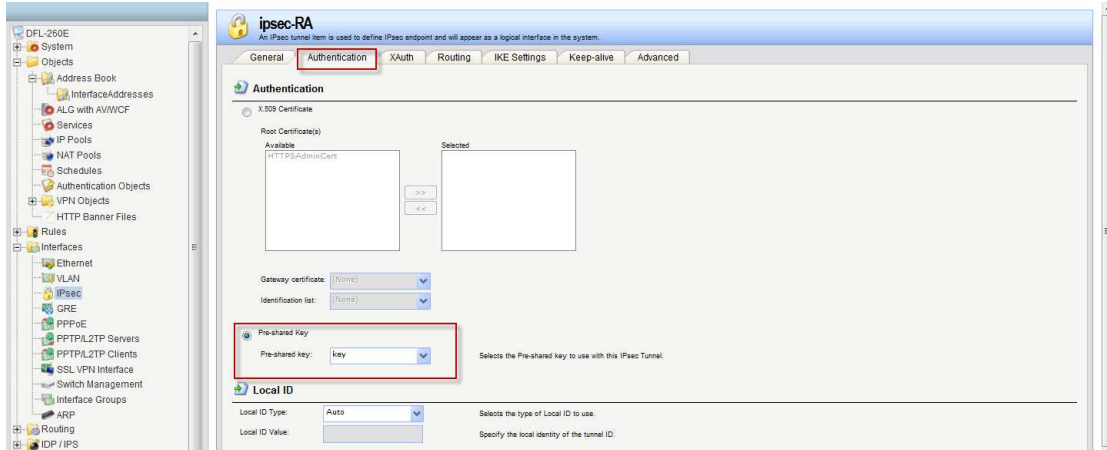 DFL-260E
System
Objects
Address Book
InterfaceAddresses
ALG with AV/WCF
Services
IP Pools
NAT Pools
Schedules
Authentication Objects
VPN Objects
HTTP Banner Files
Rules
Interfaces
Ethernet
VLAN
IPsec
GRE
PPPoE
PPTP/L2TP Servers
PPTP/L2TP Clients
SSL VPN Interface
Switch Management
Interface Groups
ARP
Routing
IDP / IPS
ipsec-RA
An IPsec tunnel item is used to define IPsec endpoint and will appear as a logical interface in the system.
General Authentication XAuth Routing IKE Settings Keep-alive Advanced
Authentication
X.509 Certificate
Root Certificate(s)
Available Selected
HTTPSAdminCert
>>
<<
Gateway certificate: (None)
Identification list: (None)
Pre-shared Key
Pre-shared key: key Selects the Pre-shared key to use with this IPsec Tunnel.
Local ID
Local ID Type: Auto Selects the type of Local ID to use.
Local ID Value: Specify the local identity of the tunnel ID.